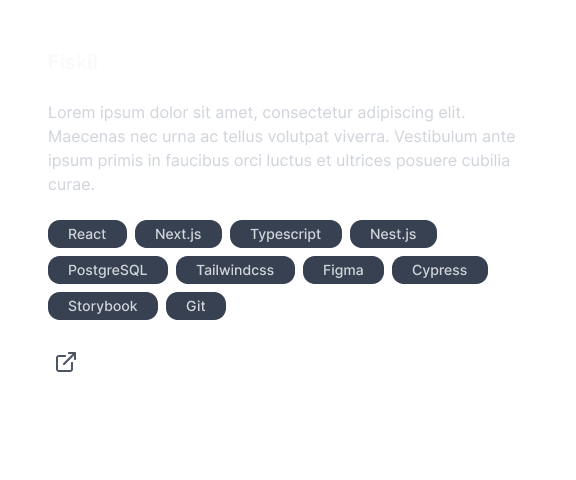 Fiskil
Lorem ipsum dolor sit amet, consectetur adipiscing elit.
Maecenas nec urna ac tellus volutpat viverra. Vestibulum ante
ipsum primis in faucibus orci luctus et ultrices posuere cubilia
curae.
React Next.js Typescript Nest.js
PostgreSQL Tailwindcss Figma Cypress
Storybook Git